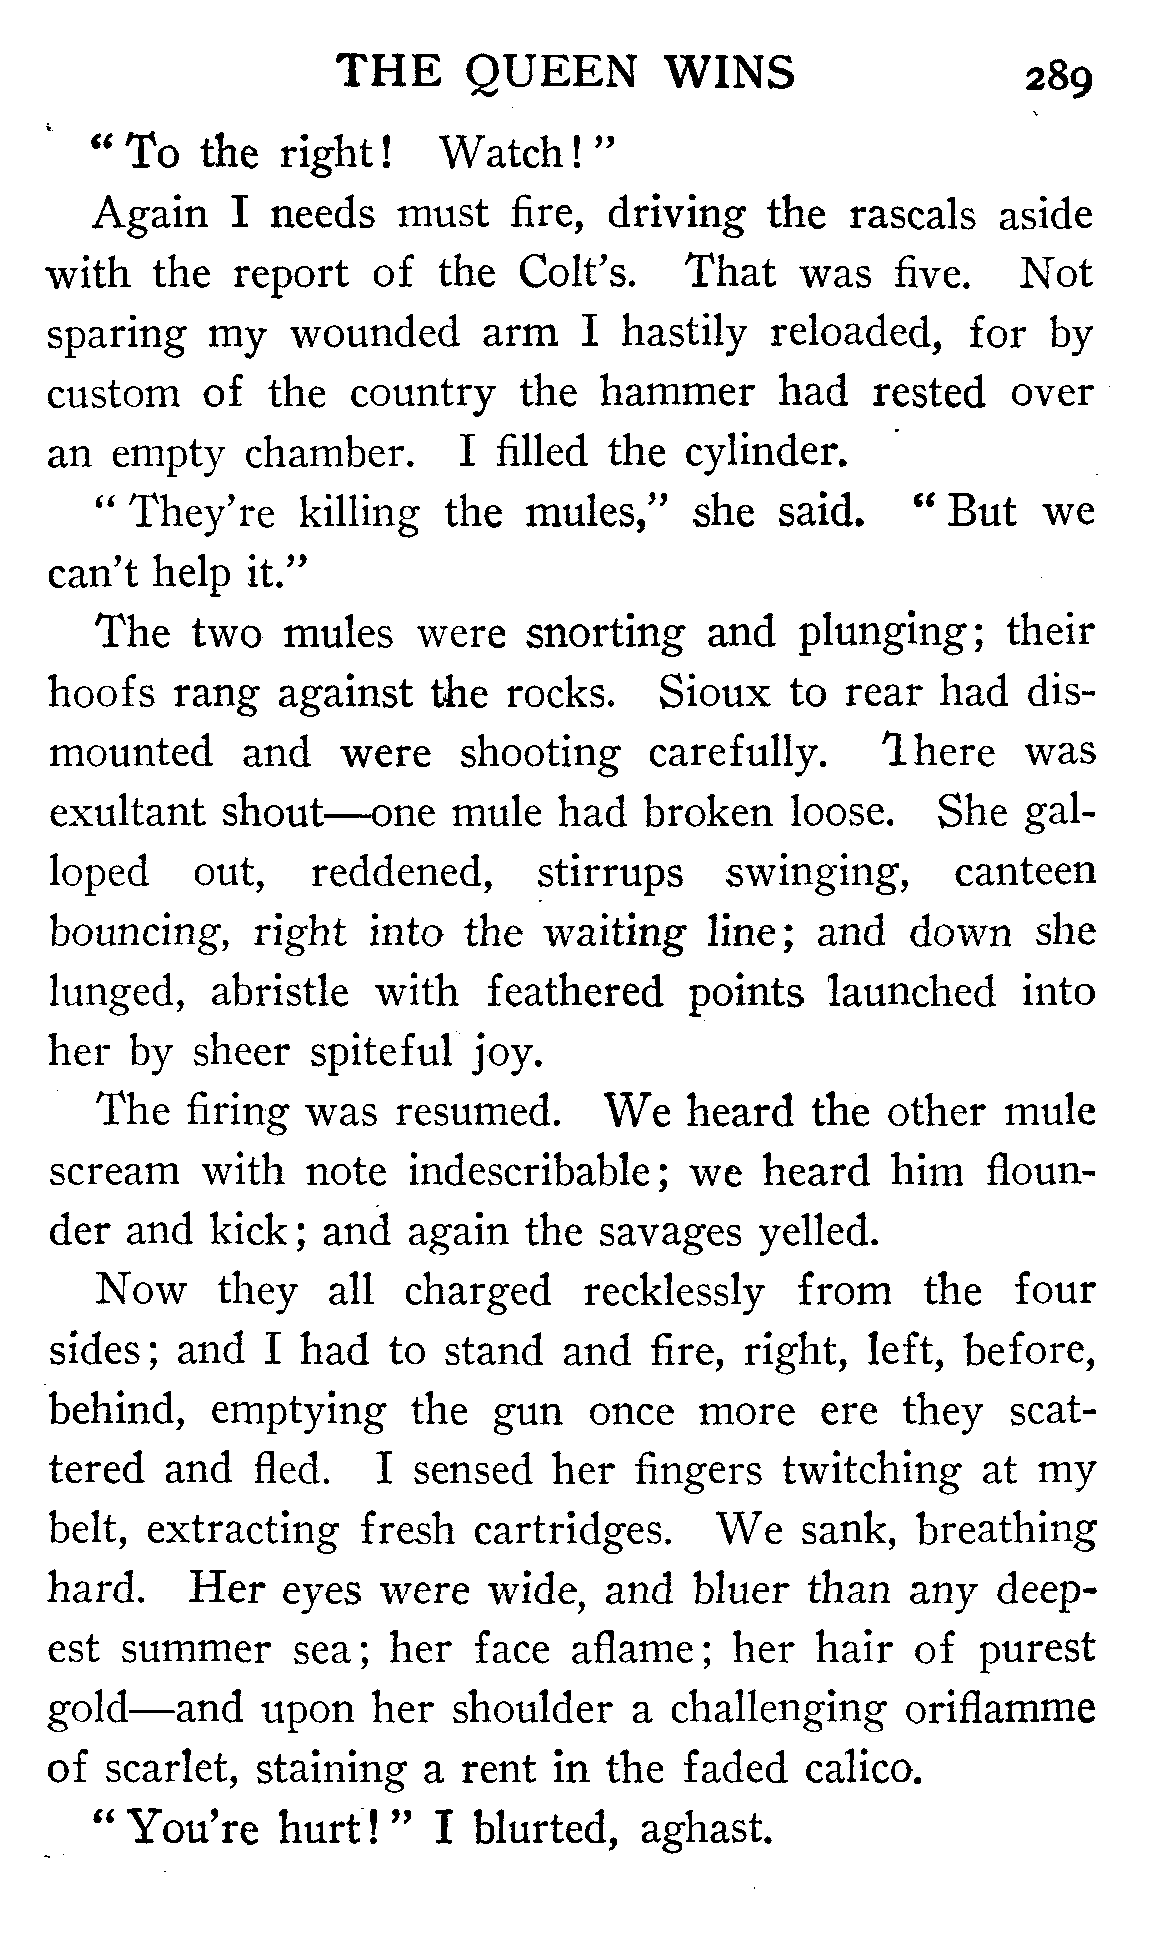 THE QUEEN WINS 289
“ To the right! Watch! ”
Again I needs must fire, driving the rascals aside
with the report of the Colt’s. That was five. Not
sparing my wounded arm I hastily reloaded, for by
custom of the country the hammer had rested over
an empty chamber. I filled the cylinder.
“ They’re killing the mules,” she said. “ But we
can’t help it.”
The two mules were snorting and plunging; their
hoofs rang against the rocks. Sioux to rear had dis-
mounted and were shooting carefully. There was
exultant shout—one mule had broken loose. She gal-
loped out, reddened, stirrups swinging, canteen
bouncing, right into the waiting line; and down she
lunged, abristle with feathered points launched into
her by sheer spiteful joy.
The firing was resumed. We heard the other mule
scream with note indescribable; we heard him floun-
der and kick; and again the savages yelled.
Now they all charged recklessly from the four
sides; and I had to stand and fire, right, left, before,
behind, emptying the gun once more ere they scat-
tered and fled. I sensed her fingers twitching at my
belt, extracting fresh cartridges. We sank, breathing
hard. Her eyes were wide, and bluer than any deep-
est summer sea; her face aflame; her hair of purest
gold—and upon her shoulder a challenging oriflamme
of scarlet, staining a rent in the faded calico.
“ You’re hurt! ” I blurted, aghast.